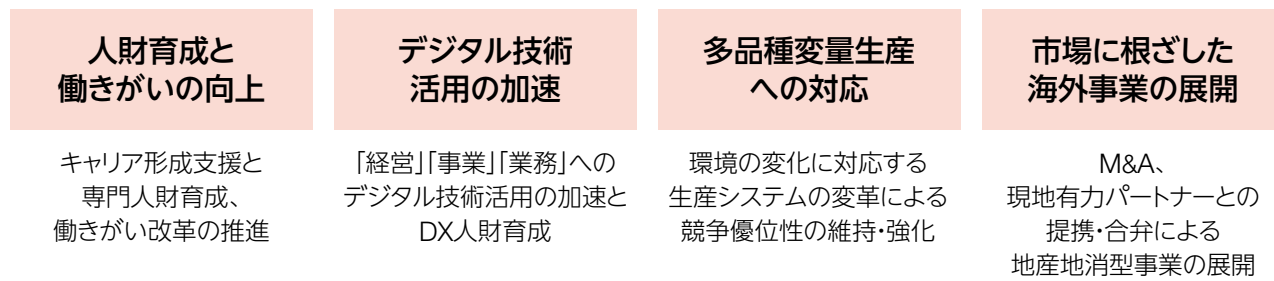 人財育成と
働きがいの向上
キャリア形成支援と
専門人財育成、
働きがい改革の推進
デジタル技術
活用の加速
「経営」「事業」「業務」への
デジタル技術活用の加速と
DX人財育成
多品種変量生産
への対応
環境の変化に対応する
生産システムの変革による
競争優位性の維持・強化
市場に根ざした
海外事業の展開
M&A、
現地有力パートナーとの
提携・合弁による
地産地消型事業の展開